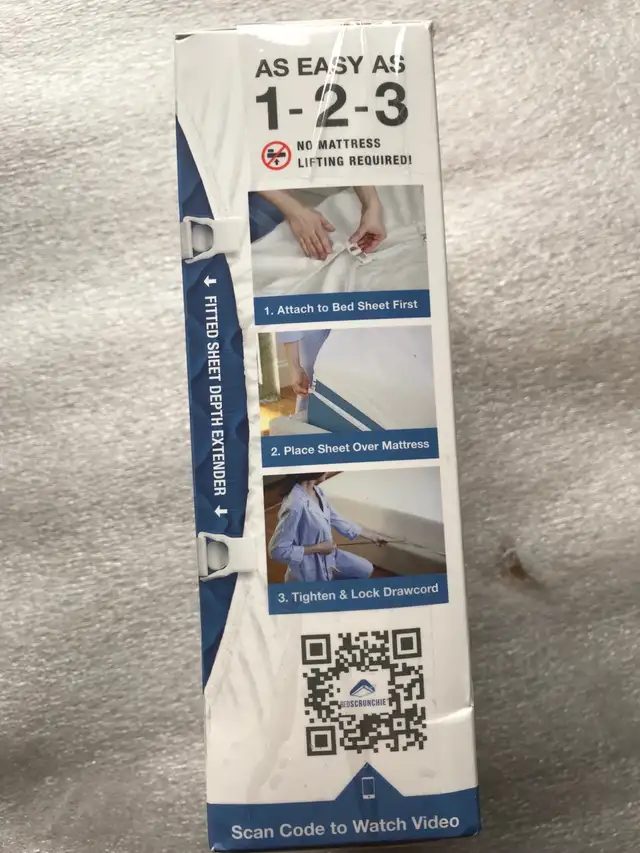 AS EASY AS
1-2-3
NO MATTRESS
LIFTING REQUIRED!
1. Attach to Bed Sheet First
FITTED SHEET DEPTH EXTENDER
2. Place Sheet Over Mattress
3. Tighten & Lock Drawcord
BEDSCRUNCHIE
Scan Code to Watch Video